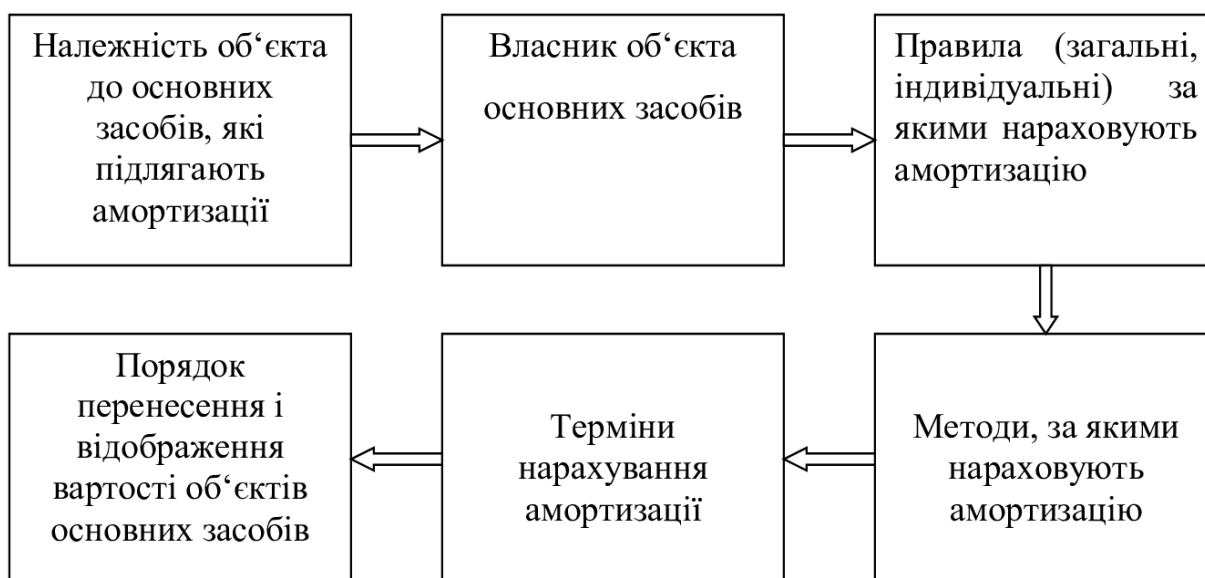 Належність об‘єкта
до основних
засобів, які
підлягають
амортизації
Власник об‘єкта
основних засобів
Правила (загальні,
індивідуальні) за
якими нараховують
амортизацію
Методи, за якими
нараховують
амортизацію
Терміни
нарахування
амортизації
Порядок
перенесення і
відображення
вартості об‘єктів
основних засобів